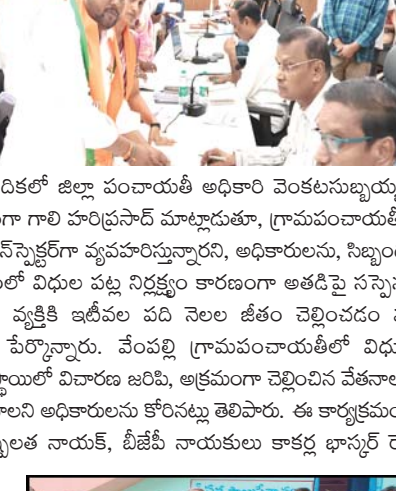 దికలో జిల్లా పంచాయతీ అధికారి వెంకటసుబ్బయ్య
గా గాలి హరిప్రసాద్ మాట్లాడుతూ, గ్రామపంచాయతీ
న్‌స్పెక్టర్‌గా వ్యవహరిస్తున్నారని, అధికారులను, సిబ్బంది
లో విధుల పట్ల నిర్లక్ష్యం కారణంగా అతడిపై సస్పె
వ్యక్తికి ఇటీవల పది నెలల జీతం చెల్లించడం
పేర్కొన్నారు. వేంపల్లి గ్రామపంచాయతీలో విధు
స్థాయిలో విచారణ జరిపి, అక్రమంగా చెల్లించిన వేతనాల
ాలని అధికారులను కోరినట్లు తెలిపారు. ఈ కార్యక్రమం
్పలత నాయక్, బీజేపీ నాయకులు కాకర్ల భాస్కర్ రె